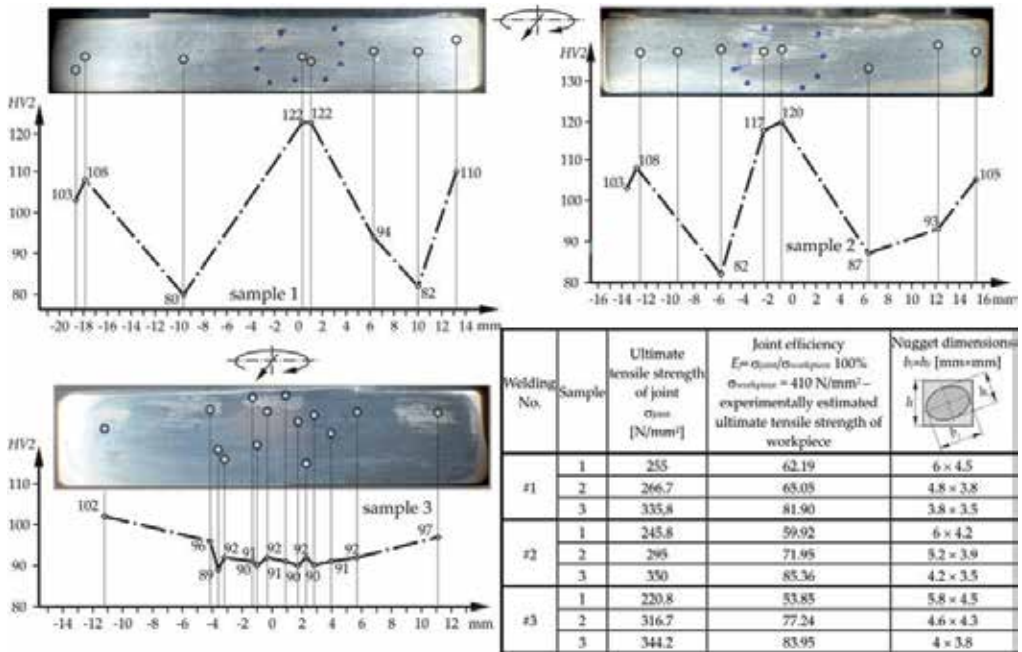 HV2
120
110
100
90
80
103
108
80
122
122
94
82
110
sample 1
-20 -18 -16 -14 -12 -10 -8 -6 -4 -2 0 2 4 6 8 10 12 14 mm
HV2
130
120
110
100
90
80
103
108
82
117
120
87
93
105
sample 2
-16 -14 -12 -10 -8 -6 -4 -2 0 2 4 6 8 10 12 14 16 mm
HV2
110
100
90
80
102
96
89
92
90
91
92
91
90
92
90
91
92
97
sample 3
-14 -12 -10 -8 -6 -4 -2 0 2 4 6 8 10 12 mm
Welding No.
Sample
Ultimate
tensile strength
of joint
σjoint
[N/mm²]
Joint efficiency
Ej=σjoint/σworkpiece 100%
σworkpiece = 410 N/mm² –
experimentally estimated
ultimate tensile strength of
workpiece
Nugget dimensions
[mm×mm]
#1
1 255 62.19 6 × 4.5
2 266.7 65.05 4.8 × 3.8
3 335.8 81.90 3.8 × 3.5
#2
1 245.8 59.92 6 × 4.2
2 295 71.95 5.2 × 3.9
3 350 85.36 4.2 × 3.5
#3
1 220.8 53.85 5.8 × 4.5
2 316.7 77.24 4.6 × 4.3
3 344.2 83.95 4 × 3.8